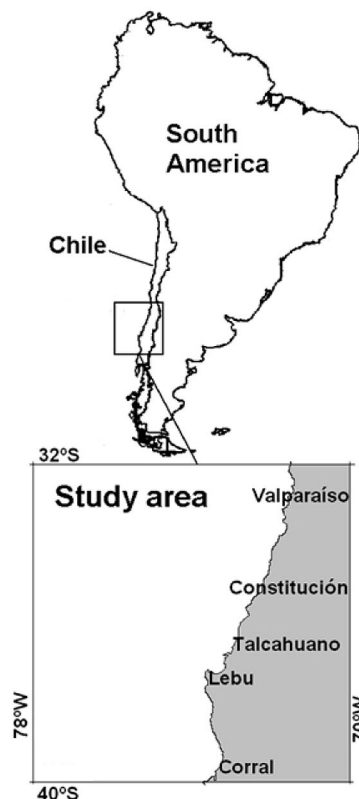 South
America
Chile
32ºS
Study area
Valparaíso
Constitución
Talcahuano
Lebu
78ºW
Corral
40ºS